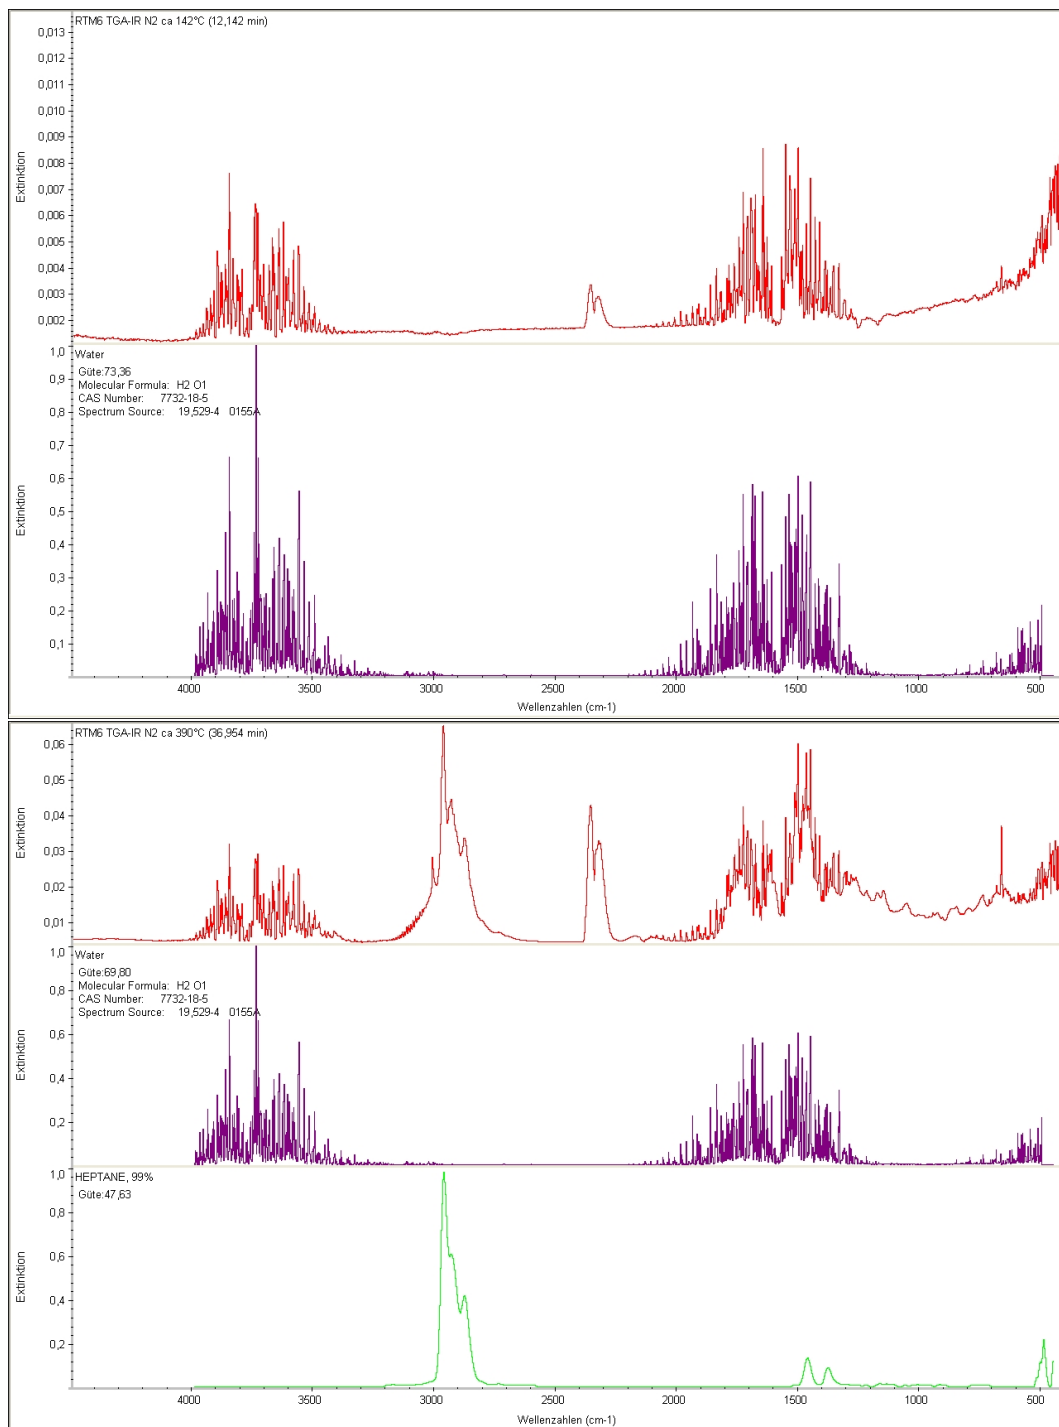 RTM6 TGA-IR N2 ca 142°C (12,142 min)
0,013
0,012
0,011
0,010
0,009
0,008
0,007
0,006
0,005
0,004
0,003
0,002
Extinktion
Water
Güte:73,36
Molecular Formula: H2 O1
CAS Number: 7732-18-5
Spectrum Source: 19,529-4 0155A
1,0
0,9
0,8
0,7
0,6
0,5
0,4
0,3
0,2
0,1
Extinktion
4000 3500 3000 2500 2000 1500 1000 500
Wellenzahlen (cm-1)
RTM6 TGA-IR N2 ca 390°C (36,954 min)
0,06
0,05
0,04
0,03
0,02
0,01
Extinktion
Water
Güte:69,80
Molecular Formula: H2 O1
CAS Number: 7732-18-5
Spectrum Source: 19,529-4 0155A
1,0
0,8
0,6
0,4
0,2
Extinktion
HEPTANE, 99%
Güte:47,63
1,0
0,8
0,6
0,4
0,2
Extinktion
4000 3500 3000 2500 2000 1500 1000 500
Wellenzahlen (cm-1)